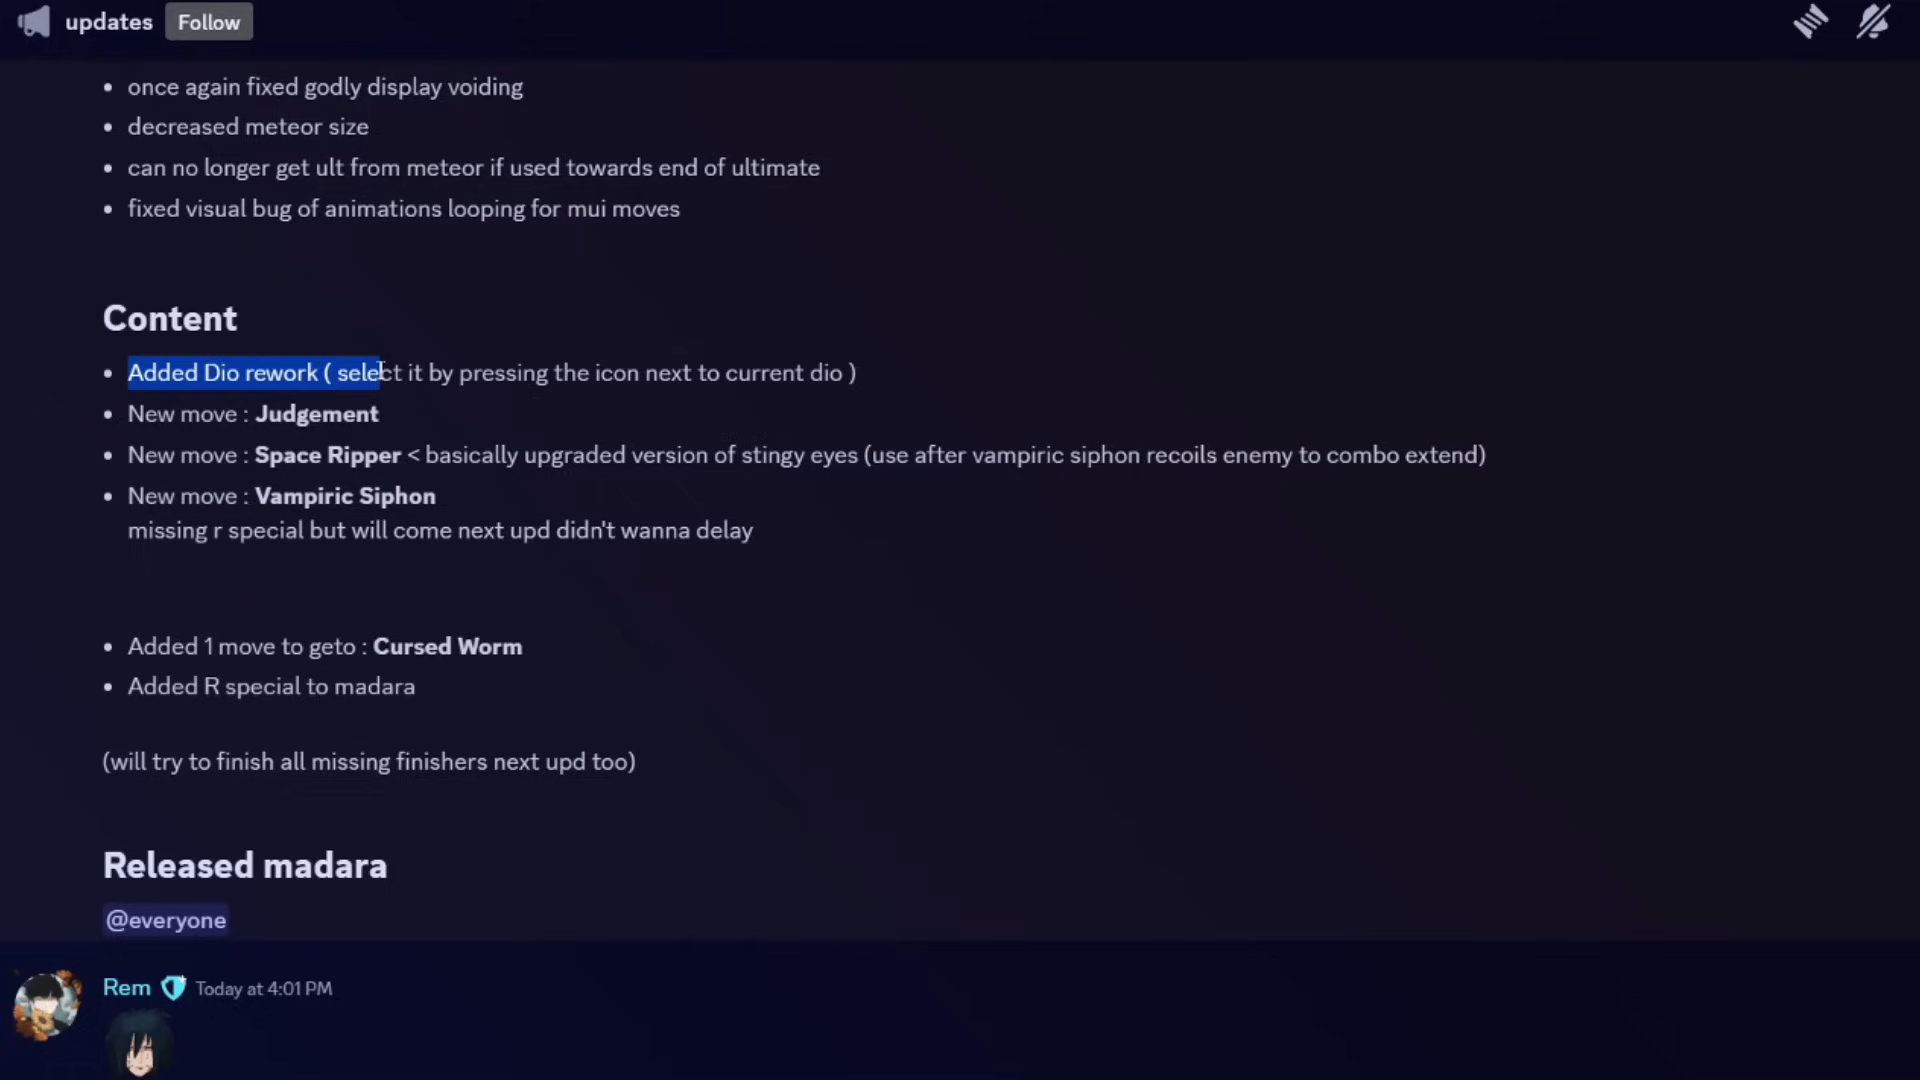 updates Follow
• once again fixed godly display voiding
• decreased meteor size
• can no longer get ult from meteor if used towards end of ultimate
• fixed visual bug of animations looping for mui moves
Content
• Added Dio rework ( select it by pressing the icon next to current dio )
• New move : Judgement
• New move : Space Ripper < basically upgraded version of stingy eyes (use after vampiric siphon recoils enemy to combo extend)
• New move : Vampiric Siphon
missing r special but will come next upd didn't wanna delay
• Added 1 move to geto : Cursed Worm
• Added R special to madara
(will try to finish all missing finishers next upd too)
Released madara
@everyone
Rem Today at 4:01 PM